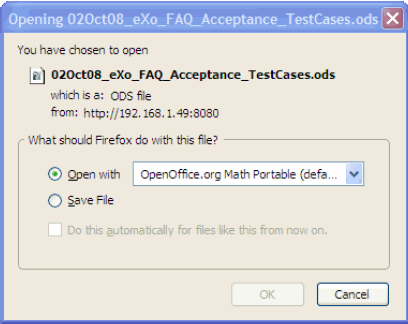 Opening 02Oct08_eXo_FAQ_Acceptance_TestCases.ods
You have chosen to open
02Oct08_eXo_FAQ_Acceptance_TestCases.ods
which is a: ODS file
from: http://192.168.1.49:8080
What should Firefox do with this file?
Open with OpenOffice.org Math Portable (defa...
Save File
Do this automatically for files like this from now on.
OK Cancel